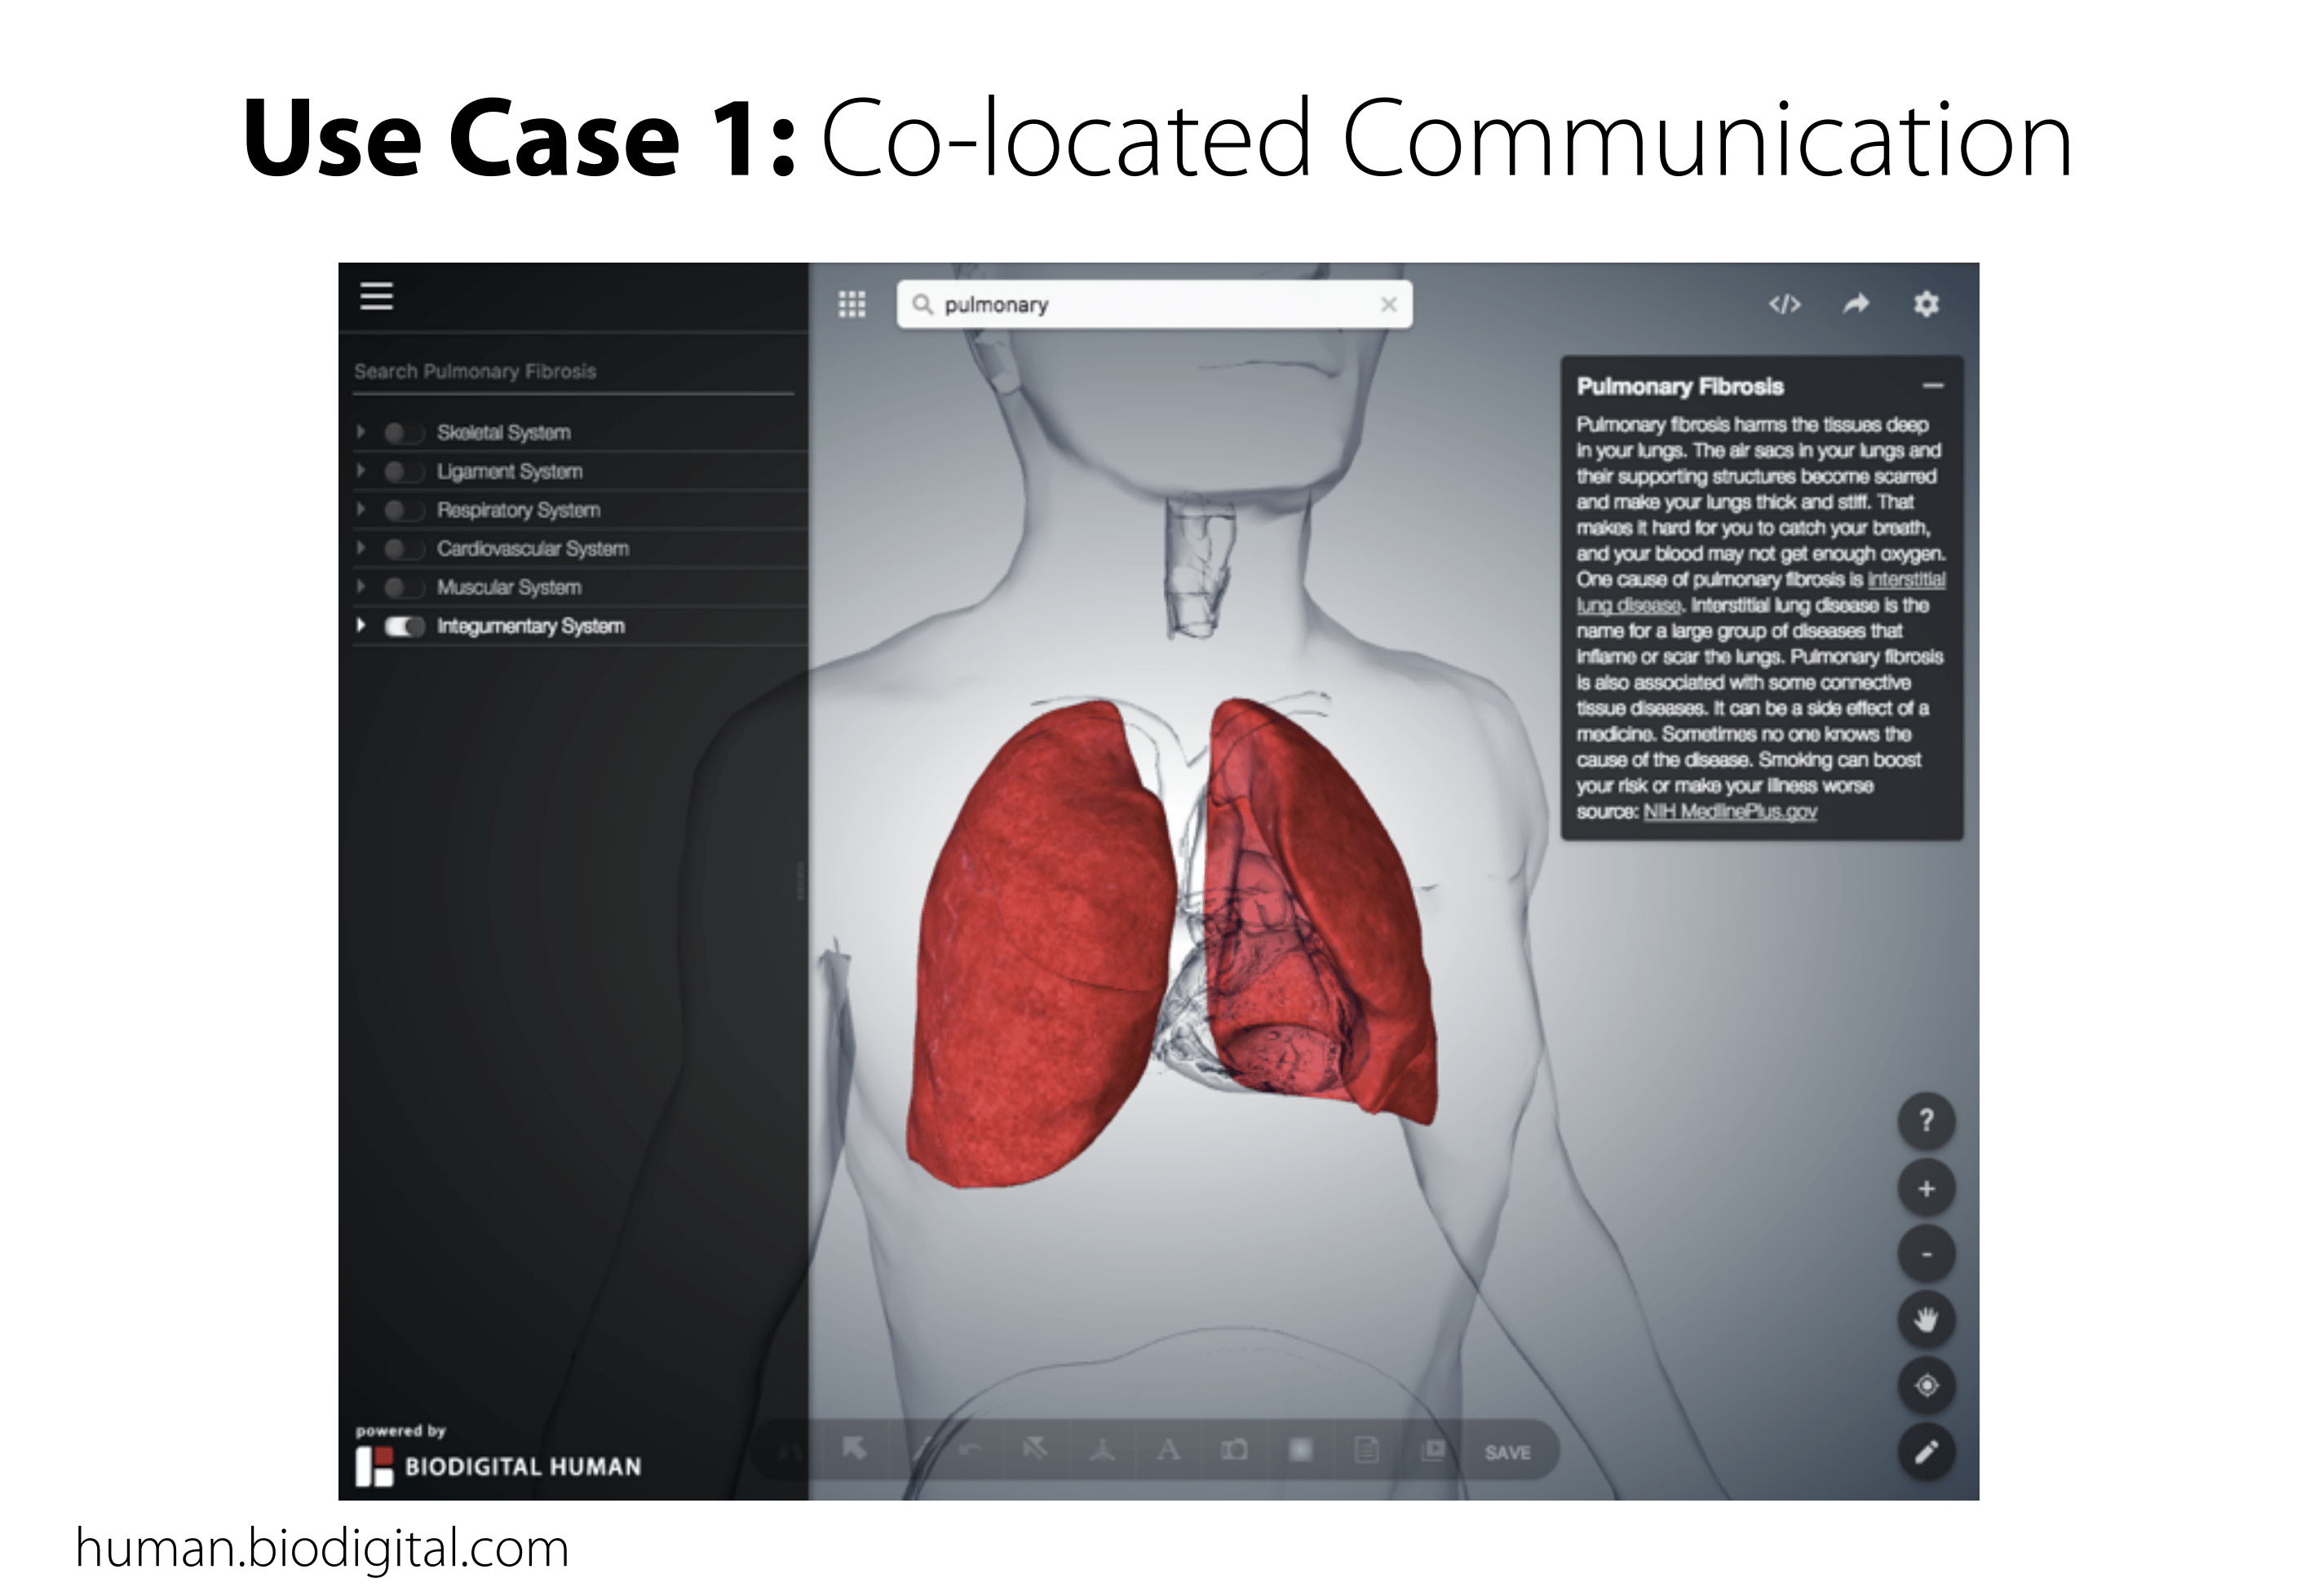 Use Case 1: Co-located Communication
pulmonary
</>
Search Pulmonary Fibrosis
Skeletal System
Ligament System
Respiratory System
Cardiovascular System
Muscular System
Integumentary System
Pulmonary Fibrosis
Pulmonary fibrosis harms the tissues deep
in your lungs. The air sacs in your lungs and
their supporting structures become scarred
and make your lungs thick and stiff. That
makes it hard for you to catch your breath,
and your blood may not get enough oxygen.
One cause of pulmonary fibrosis is interstitial
lung disease. Interstitial lung disease is the
name for a large group of diseases that
inflame or scar the lungs. Pulmonary fibrosis
is also associated with some connective
tissue diseases. It can be a side effect of a
medicine. Sometimes no one knows the
cause of the disease. Smoking can boost
your risk or make your illness worse
source: NIH MedlinePlus.gov
?
+
-
A
SAVE
powered by
BIODIGITAL HUMAN
human.biodigital.com